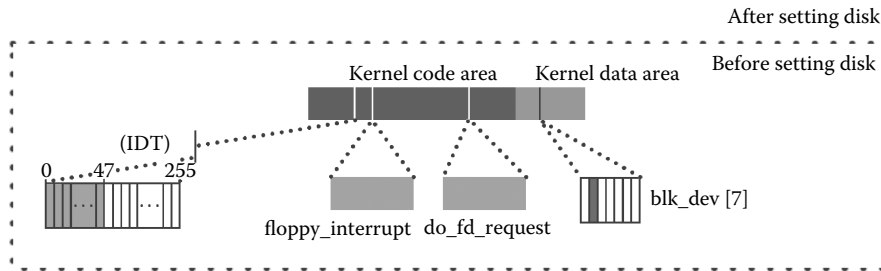 After setting disk
Before setting disk
Kernel code area Kernel data area
(IDT)
0 47 255
... ...
blk_dev [7]
floppy_interrupt do_fd_request